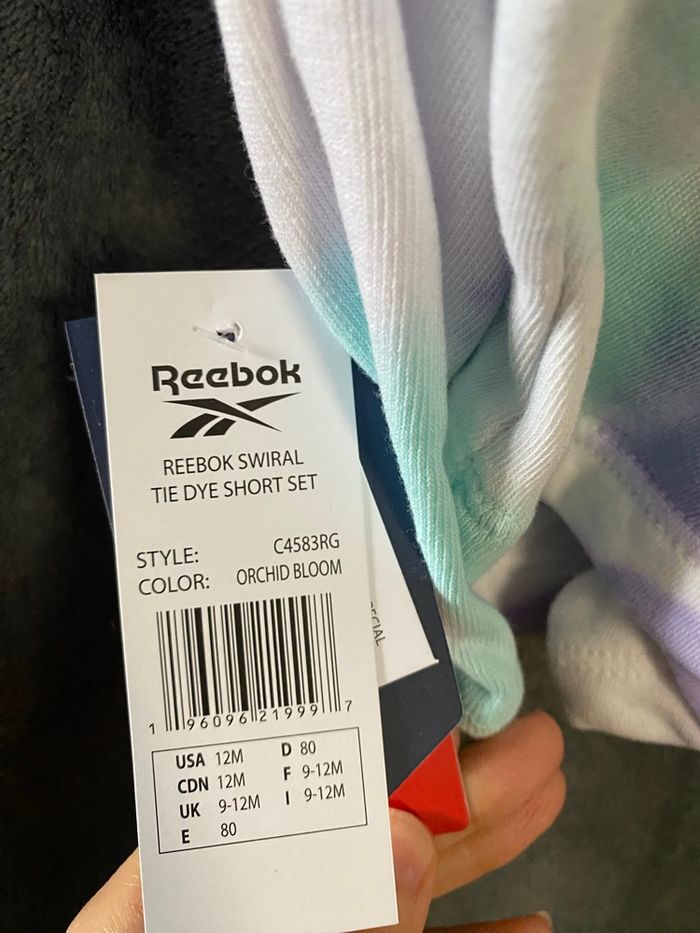 Reebok
REEBOK SWIRAL
TIE DYE SHORT SET
STYLE: C4583RG
COLOR: ORCHID BLOOM
1 96096 21999 7
USA 12M D 80
CDN 12M F 9-12M
UK 9-12M I 9-12M
E 80